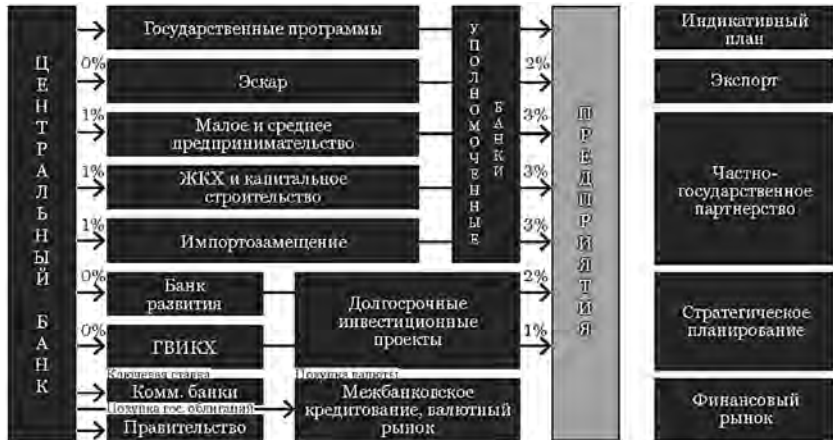 ЦЕНТРАЛЬНЫЙ БАНК
Государственные программы
0%
Эскар
1%
Малое и среднее
предпринимательство
1%
ЖКХ и капитальное
строительство
1%
Импортозамещение
0%
Банк
развития
0%
ГВИКХ
Ключевая ставка
Комм. банки
Покупка гос. облигаций
Правительство
УПОЛНОМОЧЕННЫЕ
БАНКИ
Долгосрочные
инвестиционные
проекты
Покупка валюты
Межбанковское
кредитование, валютный
рынок
2%
3%
3%
3%
2%
1%
ПРЕДПРИЯТИЯ
Индикативный
план
Экспорт
Частно-
государственное
партнерство
Стратегическое
планирование
Финансовый
рынок